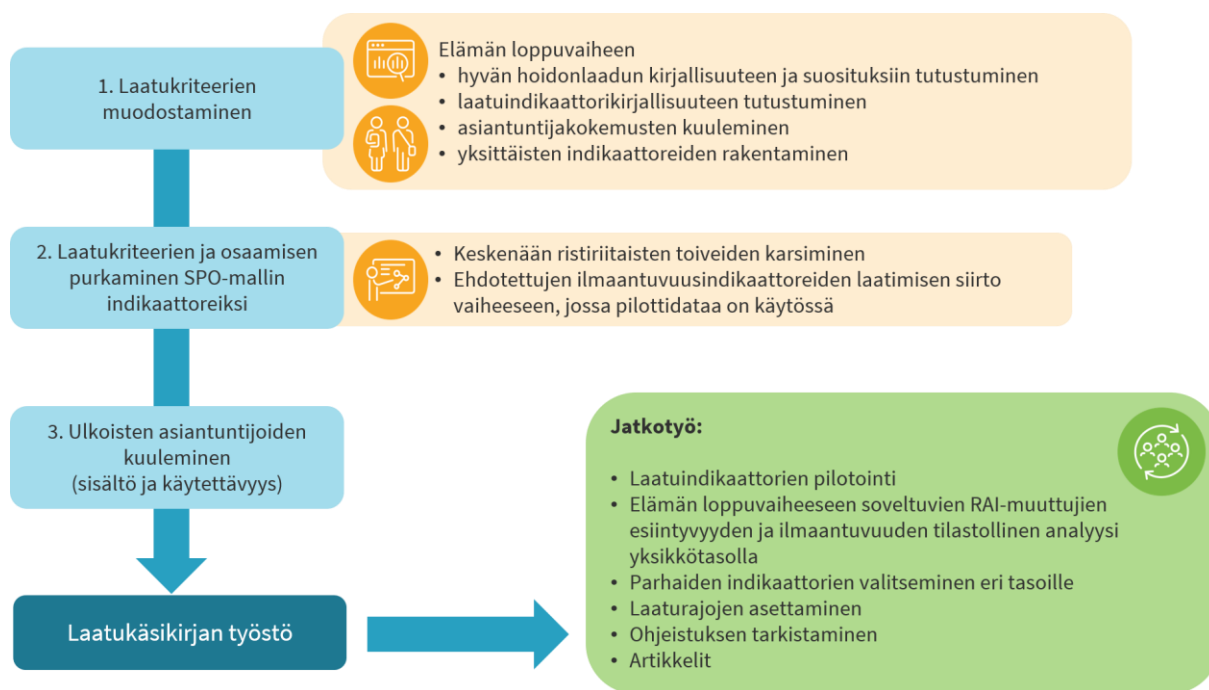 1. Laatukriteerien
muodostaminen
Elämän loppuvaiheen
• hyvän hoidonlaadun kirjallisuuteen ja suosituksiin tutustuminen
• laatuindikaattorikirjallisuuteen tutustuminen
• asiantuntijakokemusten kuuleminen
• yksittäisten indikaattoreiden rakentaminen
2. Laatukriteerien ja osaamisen
purkaminen SPO-mallin
indikaattoreiksi
• Keskenään ristiriitaisten toiveiden karsiminen
• Ehdotettujen ilmaantuvuusindikaattoreiden laatimisen siirto
vaiheeseen, jossa pilottidataa on käytössä
3. Ulkoisten asiantuntijoiden
kuuleminen
(sisältö ja käytettävyys)
Laatukäsikirjan työstö
Jatkotyö:
• Laatuindikaattorien pilotointi
• Elämän loppuvaiheeseen soveltuvien RAI-muuttujien
esiintyvyyden ja ilmaantuvuuden tilastollinen analyysi
yksikkötasolla
• Parhaiden indikaattorien valitseminen eri tasoille
• Laaturajojen asettaminen
• Ohjeistuksen tarkistaminen
• Artikkelit